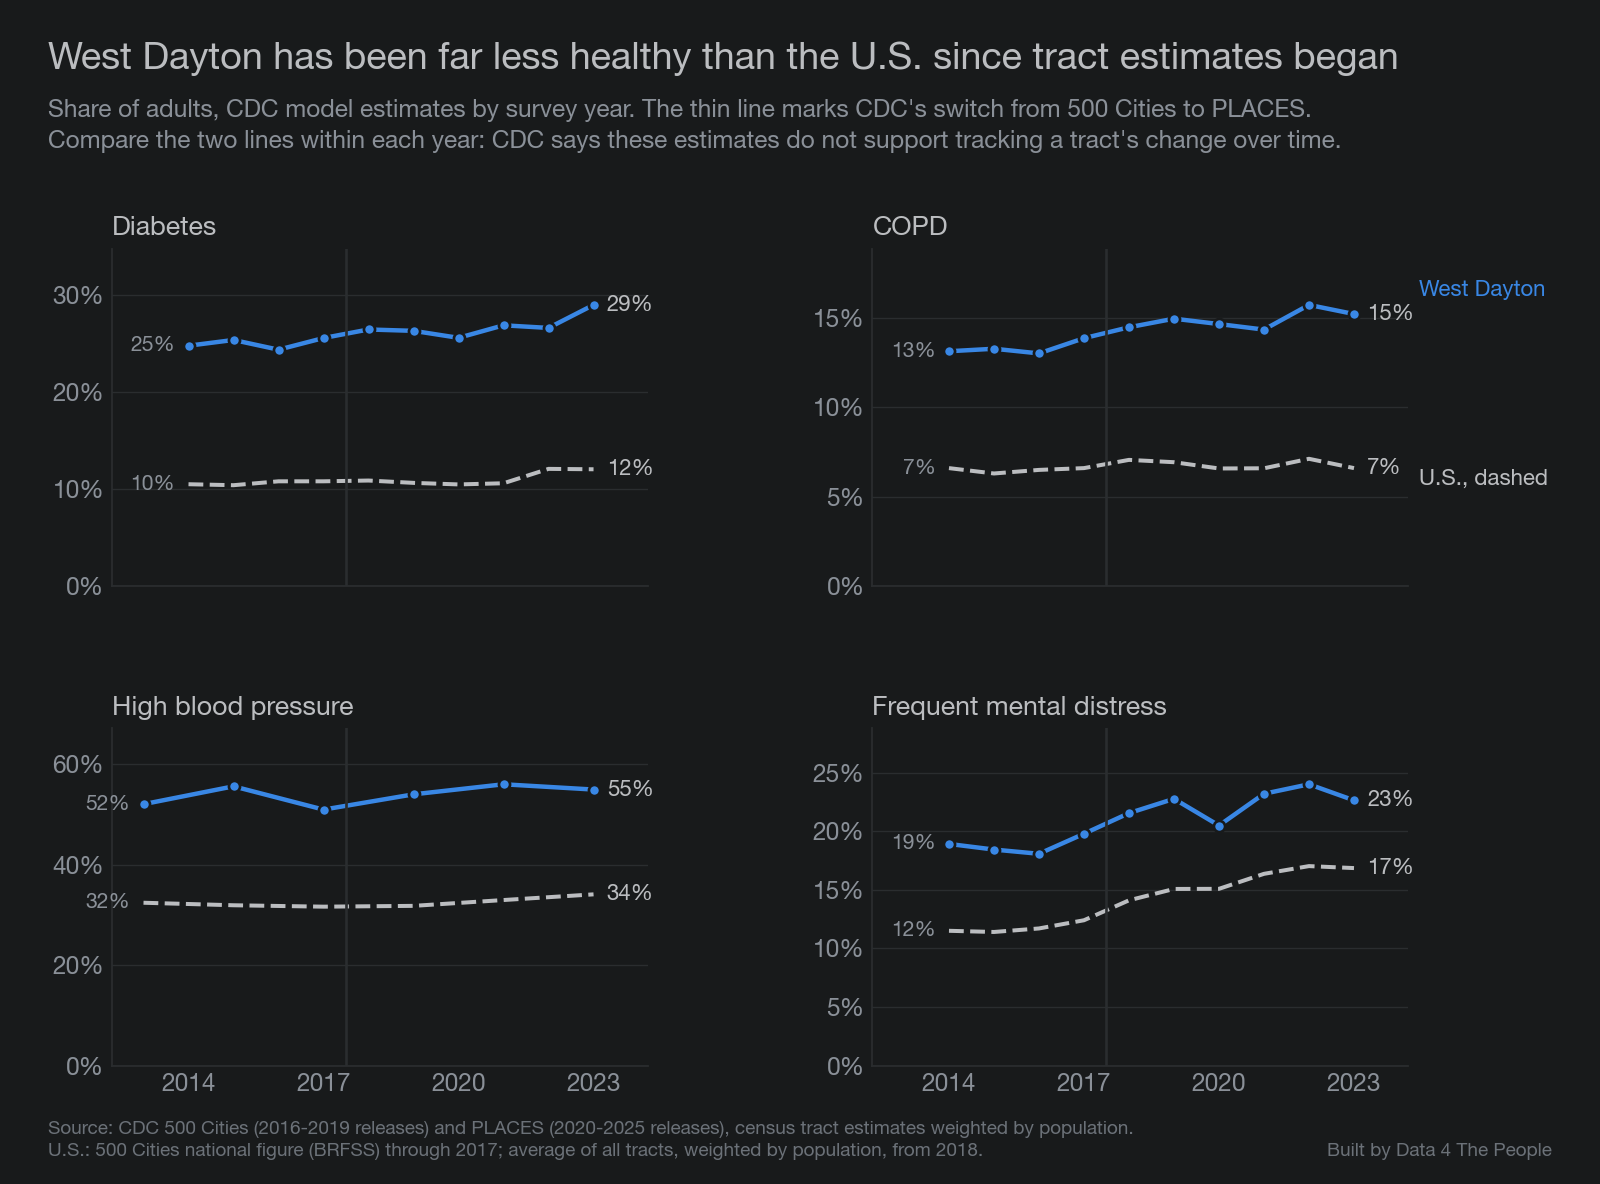 West Dayton has been far less healthy than the U.S. since tract estimates began
Share of adults, CDC model estimates by survey year. The thin line marks CDC's switch from 500 Cities to PLACES.
Compare the two lines within each year: CDC says these estimates do not support tracking a tract's change over time.
Diabetes
30%
20%
10%
0%
25%
29%
10%
12%
COPD
15%
10%
5%
0%
13%
15%
7%
7%
West Dayton
U.S., dashed
High blood pressure
60%
40%
20%
0%
52%
55%
32%
34%
2014 2017 2020 2023
Frequent mental distress
25%
20%
15%
10%
5%
0%
19%
23%
12%
17%
2014 2017 2020 2023
Source: CDC 500 Cities (2016-2019 releases) and PLACES (2020-2025 releases), census tract estimates weighted by population.
U.S.: 500 Cities national figure (BRFSS) through 2017; average of all tracts, weighted by population, from 2018.
Built by Data 4 The People